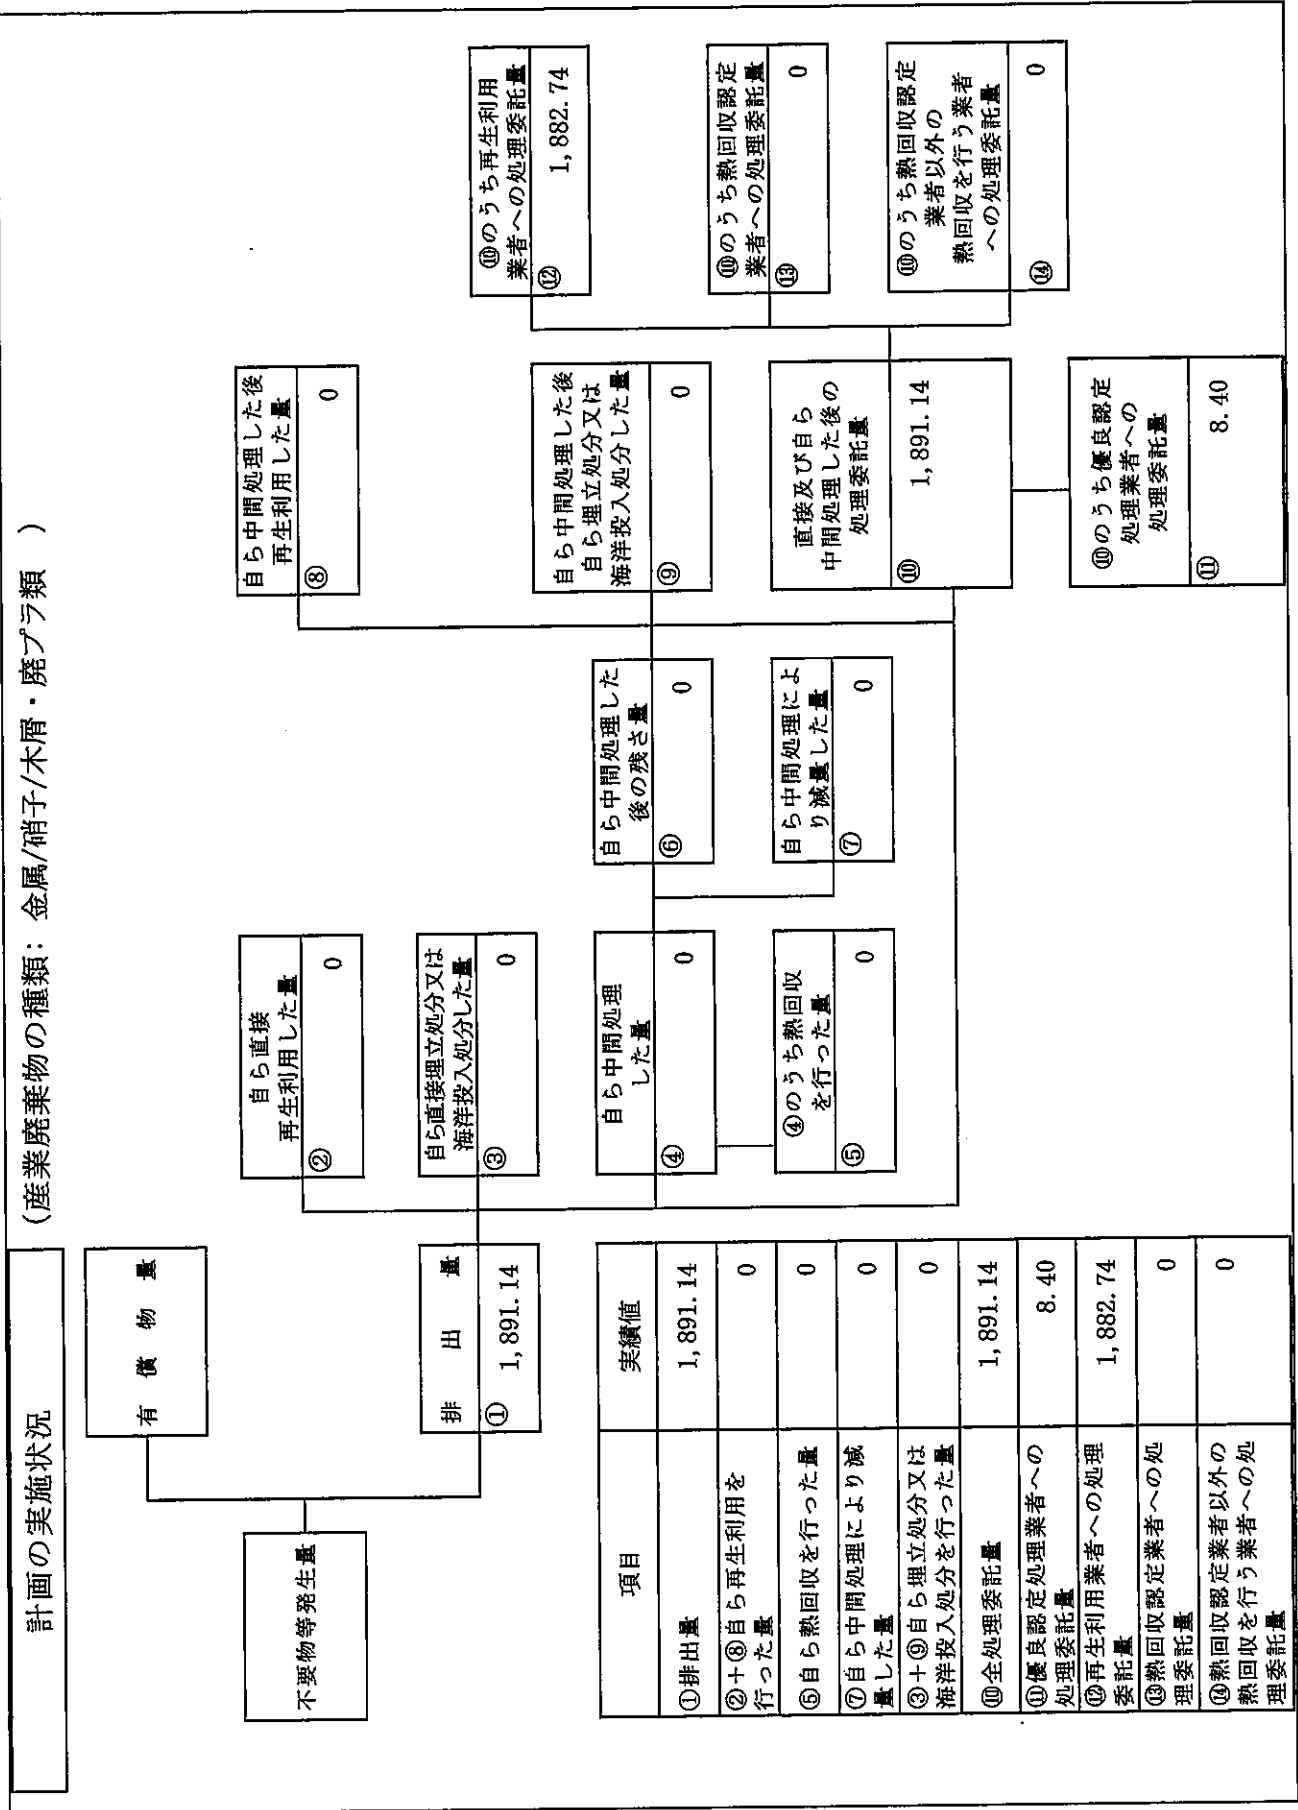 計画の実施状況
(産業廃棄物の種類: 金属/硝子/木屑・廃プラ類 )
不要物等発生量
有償物量
排出量
① 1,891.14
自ら直接
再生利用した量
② 0
自ら直接埋立処分又は
海洋投入処分した量
③ 0
自ら中間処理
した量
④ 0
④のうち熱回収
を行った量
⑤ 0
自ら中間処理した
後の残さ量
⑥ 0
自ら中間処理によ
り減量した量
⑦ 0
自ら中間処理した後
再生利用した量
⑧ 0
自ら中間処理した後
自ら埋立処分又は
海洋投入処分した量
⑨ 0
直接及び自ら
中間処理した後の
処理委託量
⑩ 1,891.14
⑩のうち優良認定
処理業者への
処理委託量
⑪ 8.40
⑩のうち再生利用
業者への処理委託量
⑫ 1,882.74
⑩のうち熱回収認定
業者への処理委託量
⑬ 0
⑩のうち熱回収認定
業者以外の
熱回収を行う業者
への処理委託量
⑭ 0
項目 実績値
①排出量 1,891.14
②+⑧自ら再生利用を
行った量 0
⑤自ら熱回収を行った量 0
⑦自ら中間処理により減
量した量 0
③+⑨自ら埋立処分又は
海洋投入処分を行った量 0
⑩全処理委託量 1,891.14
⑪優良認定処理業者への
処理委託量 8.40
⑫再生利用業者への処理
委託量 1,882.74
⑬熱回収認定業者への処
理委託量 0
⑭熱回収認定業者以外の
熱回収を行う業者への処
理委託量 0